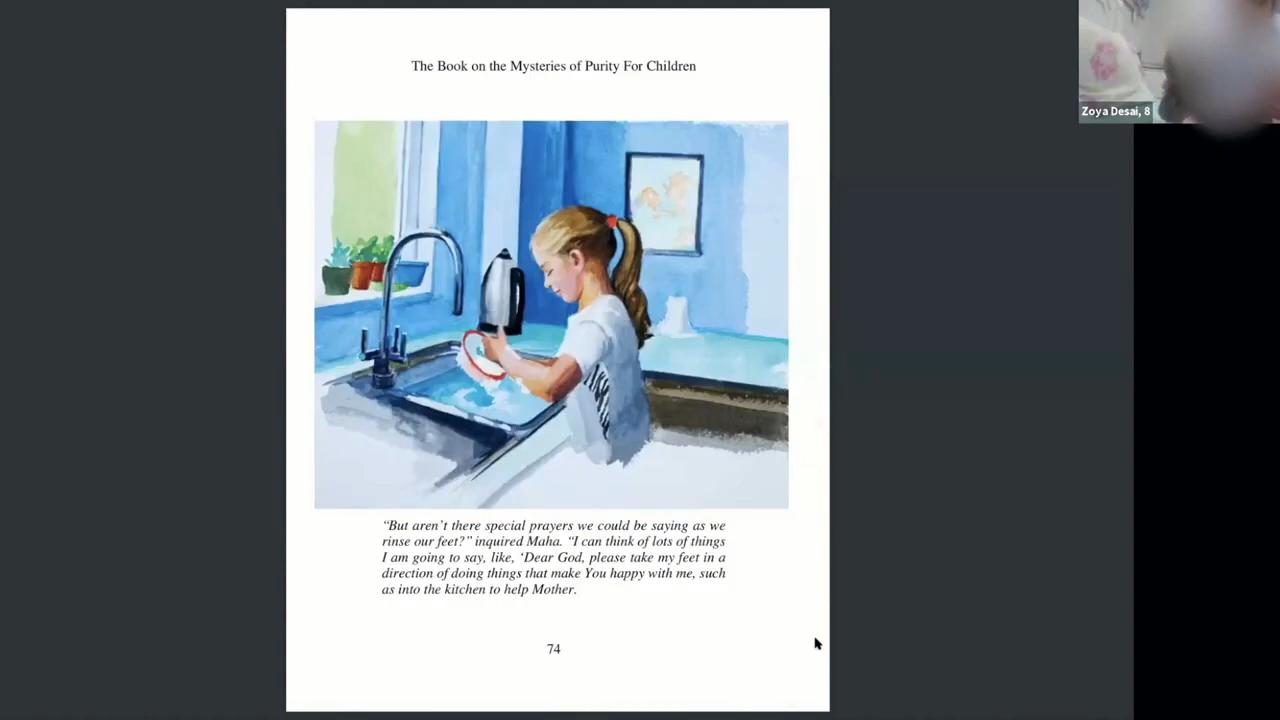 The Book on the Mysteries of Purity For Children
Zoya Desai, 8
“But aren’t there special prayers we could be saying as we
rinse our feet?” inquired Maha. “I can think of lots of things
I am going to say, like, ‘Dear God, please take my feet in a
direction of doing things that make You happy with me, such
as into the kitchen to help Mother.
74